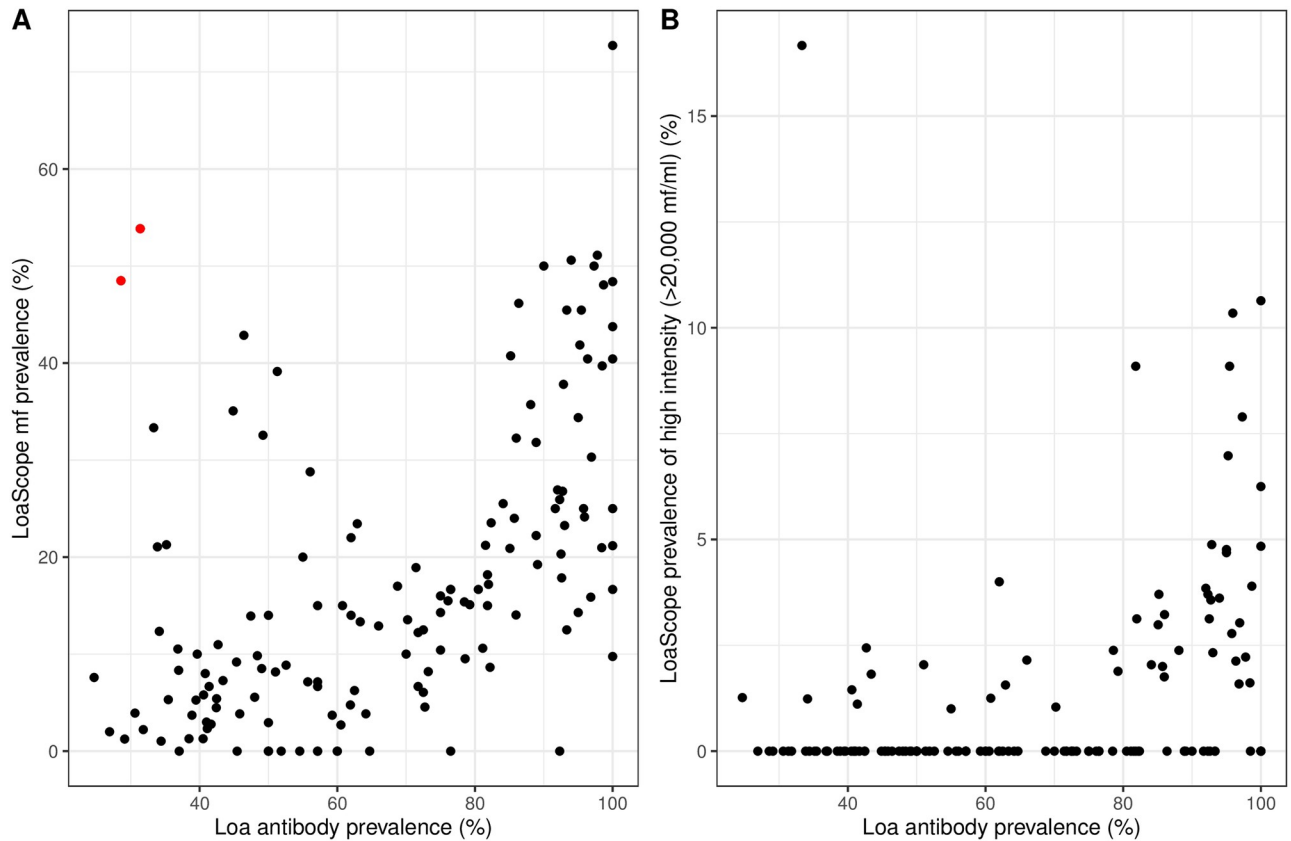 A
LoaScope mf prevalence (%)
60
40
20
0
40 60 80 100
Loa antibody prevalence (%)
B
LoaScope prevalence of high intensity (>20,000 mf/ml) (%)
15
10
5
0
40 60 80 100
Loa antibody prevalence (%)